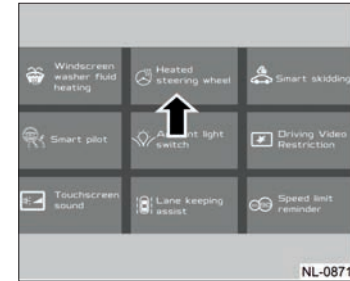 Windscreen
washer fluid
heating
Heated
steering wheel
Smart skidding
Smart pilot
light
switch
Driving Video
Restriction
Touchscreen
sound
Lane keeping
assist
Speed limit
reminder
NL-0871